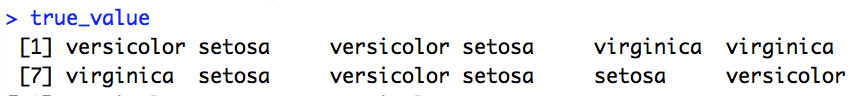 > true_value
[1] versicolor setosa versicolor setosa virginica virginica
[7] virginica setosa versicolor setosa setosa versicolor